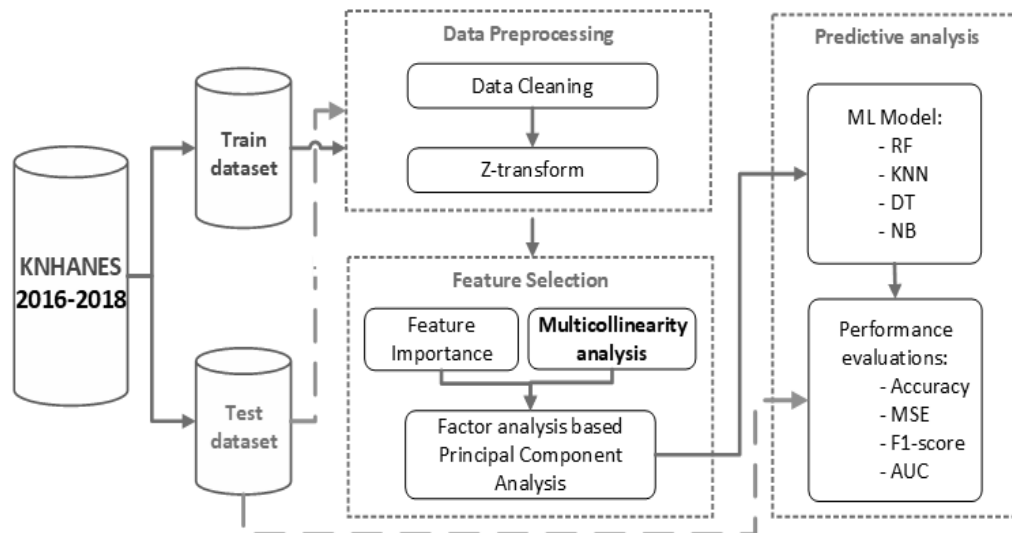 KNHANES
2016-2018
Train
dataset
Test
dataset
Data Preprocessing
Data Cleaning
Z-transform
Feature Selection
Feature
Importance
Multicollinearity
analysis
Factor analysis based
Principal Component
Analysis
Predictive analysis
ML Model:
- RF
- KNN
- DT
- NB
Performance
evaluations:
- Accuracy
- MSE
- F1-score
- AUC